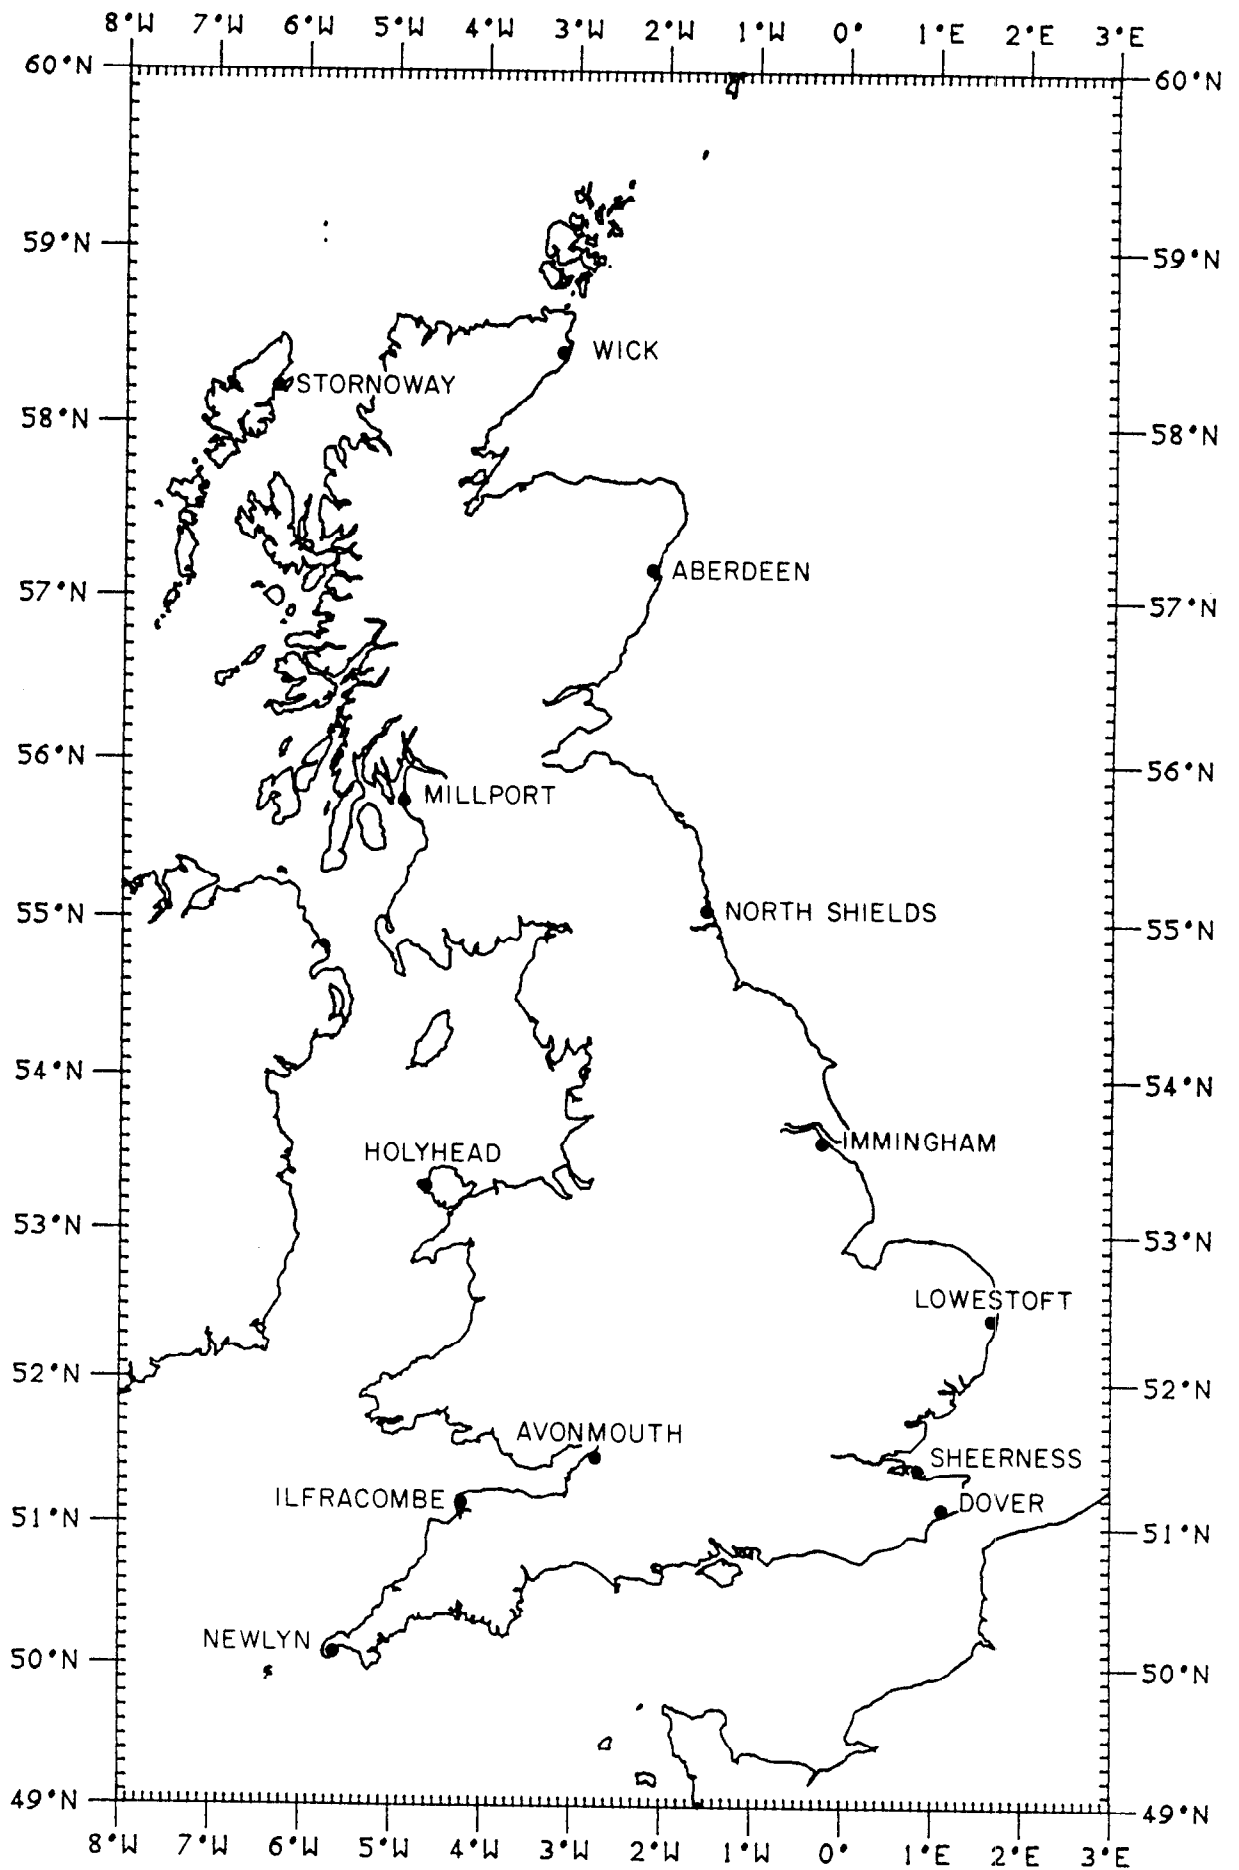 8°W 7°W 6°W 5°W 4°W 3°W 2°W 1°W 0° 1°E 2°E 3°E
60°N 60°N
59°N 59°N
WICK
STORNOWAY
58°N 58°N
ABERDEEN
57°N 57°N
56°N 56°N
MILLPORT
55°N NORTH SHIELDS 55°N
54°N 54°N
IMMINGHAM
HOLYHEAD
53°N 53°N
LOWESTOFT
52°N 52°N
AVONMOUTH
SHEERNESS
ILFRACOMBE DOVER
51°N 51°N
NEWLYN
50°N 50°N
49°N 49°N
8°W 7°W 6°W 5°W 4°W 3°W 2°W 1°W 0° 1°E 2°E 3°E